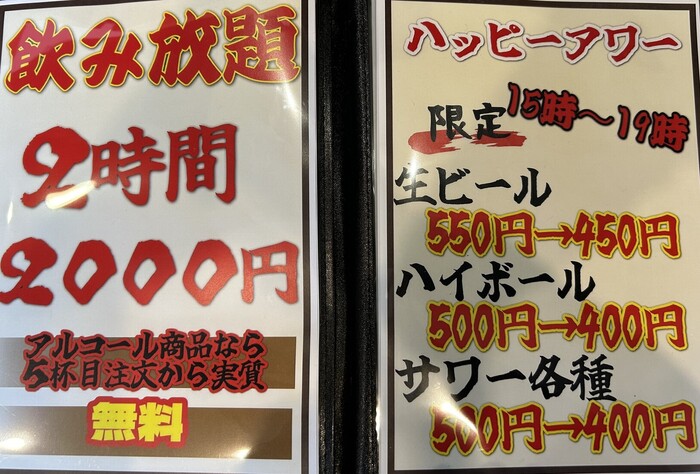 飲み放題
2時間
2000円
アルコール商品なら
5杯目注文から実質
無料
ハッピーアワー
限定 15時～19時
生ビール
550円→450円
ハイボール
500円→400円
サワー各種
500円→400円